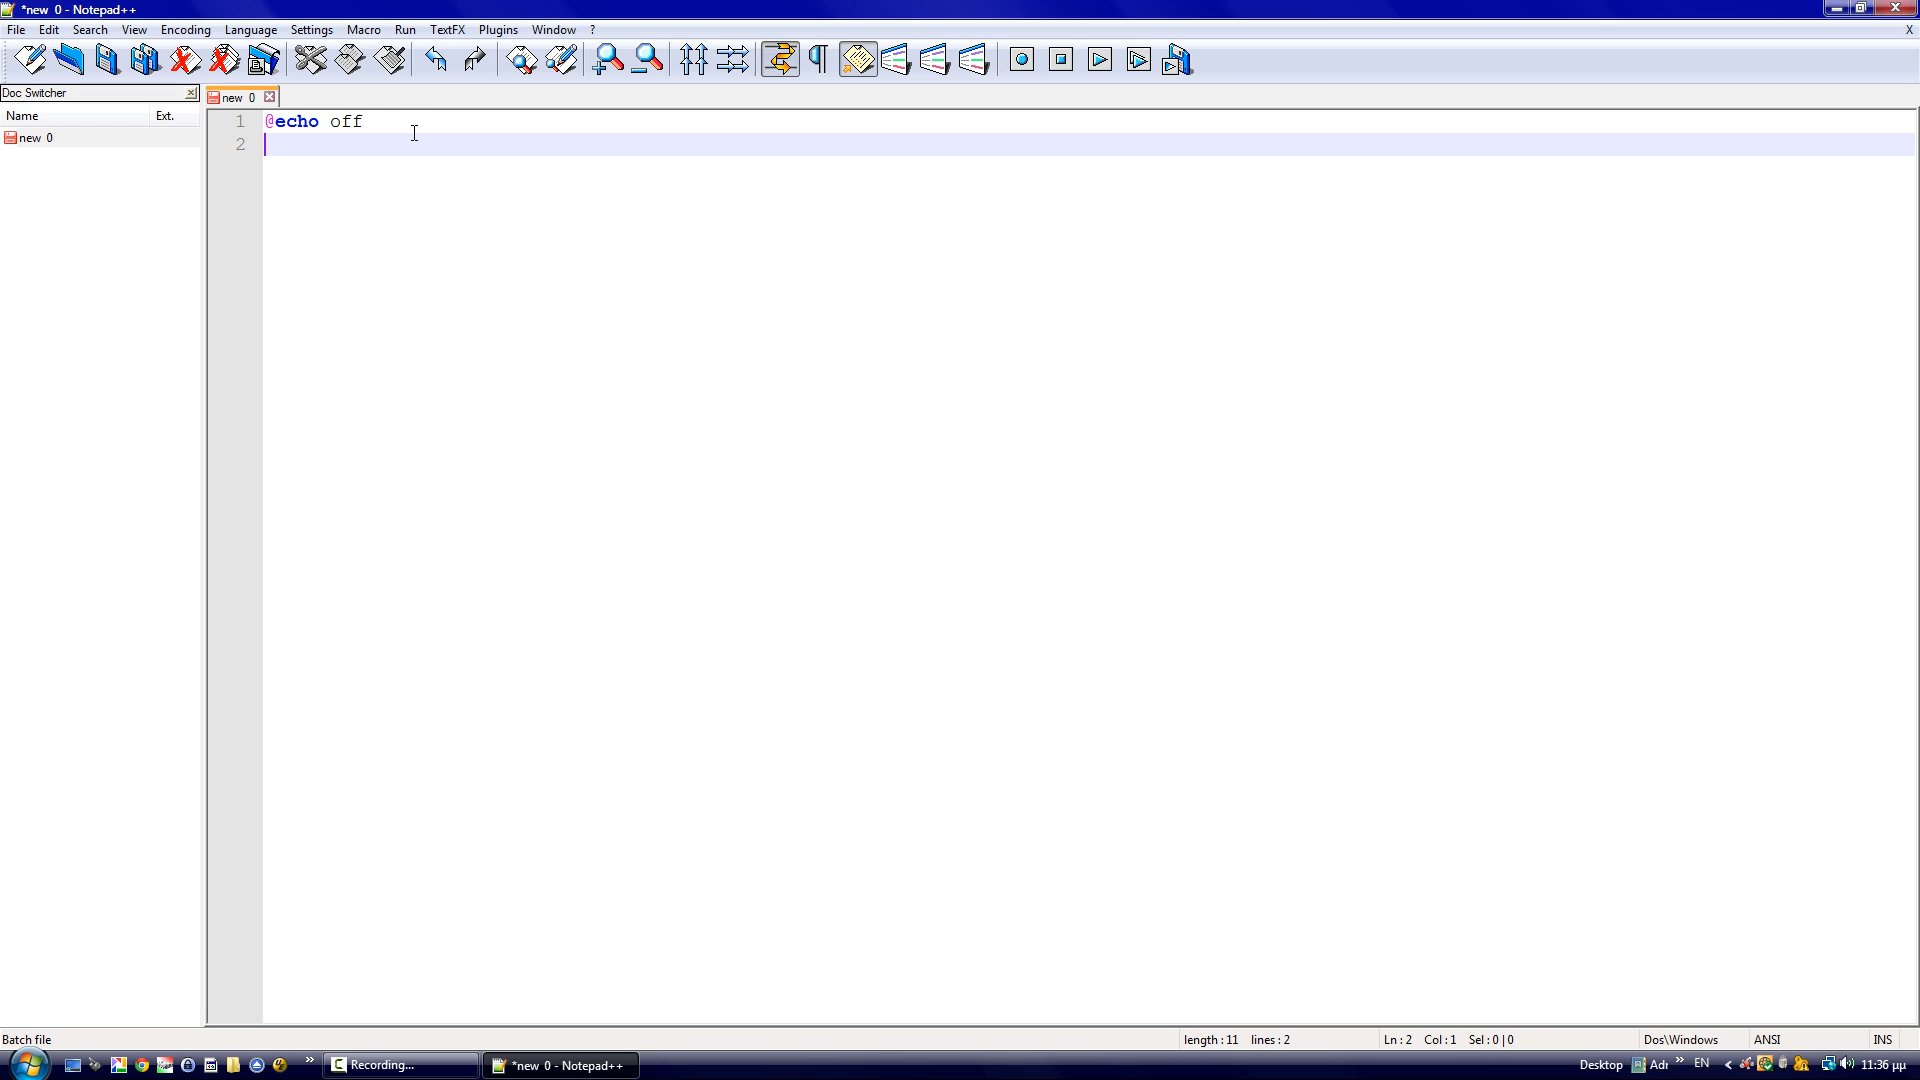 *new 0 - Notepad++
File Edit Search View Encoding Language Settings Macro Run TextFX Plugins Window ? X
Doc Switcher
new 0
Name Ext.
new 0
1 @echo off
2
Batch file
length : 11 lines : 2
Ln : 2 Col : 1 Sel : 0 | 0
Dos\Windows
ANSI
INS
Recording...
*new 0 - Notepad++
Desktop
Adr
»
EN
11:36 μμ